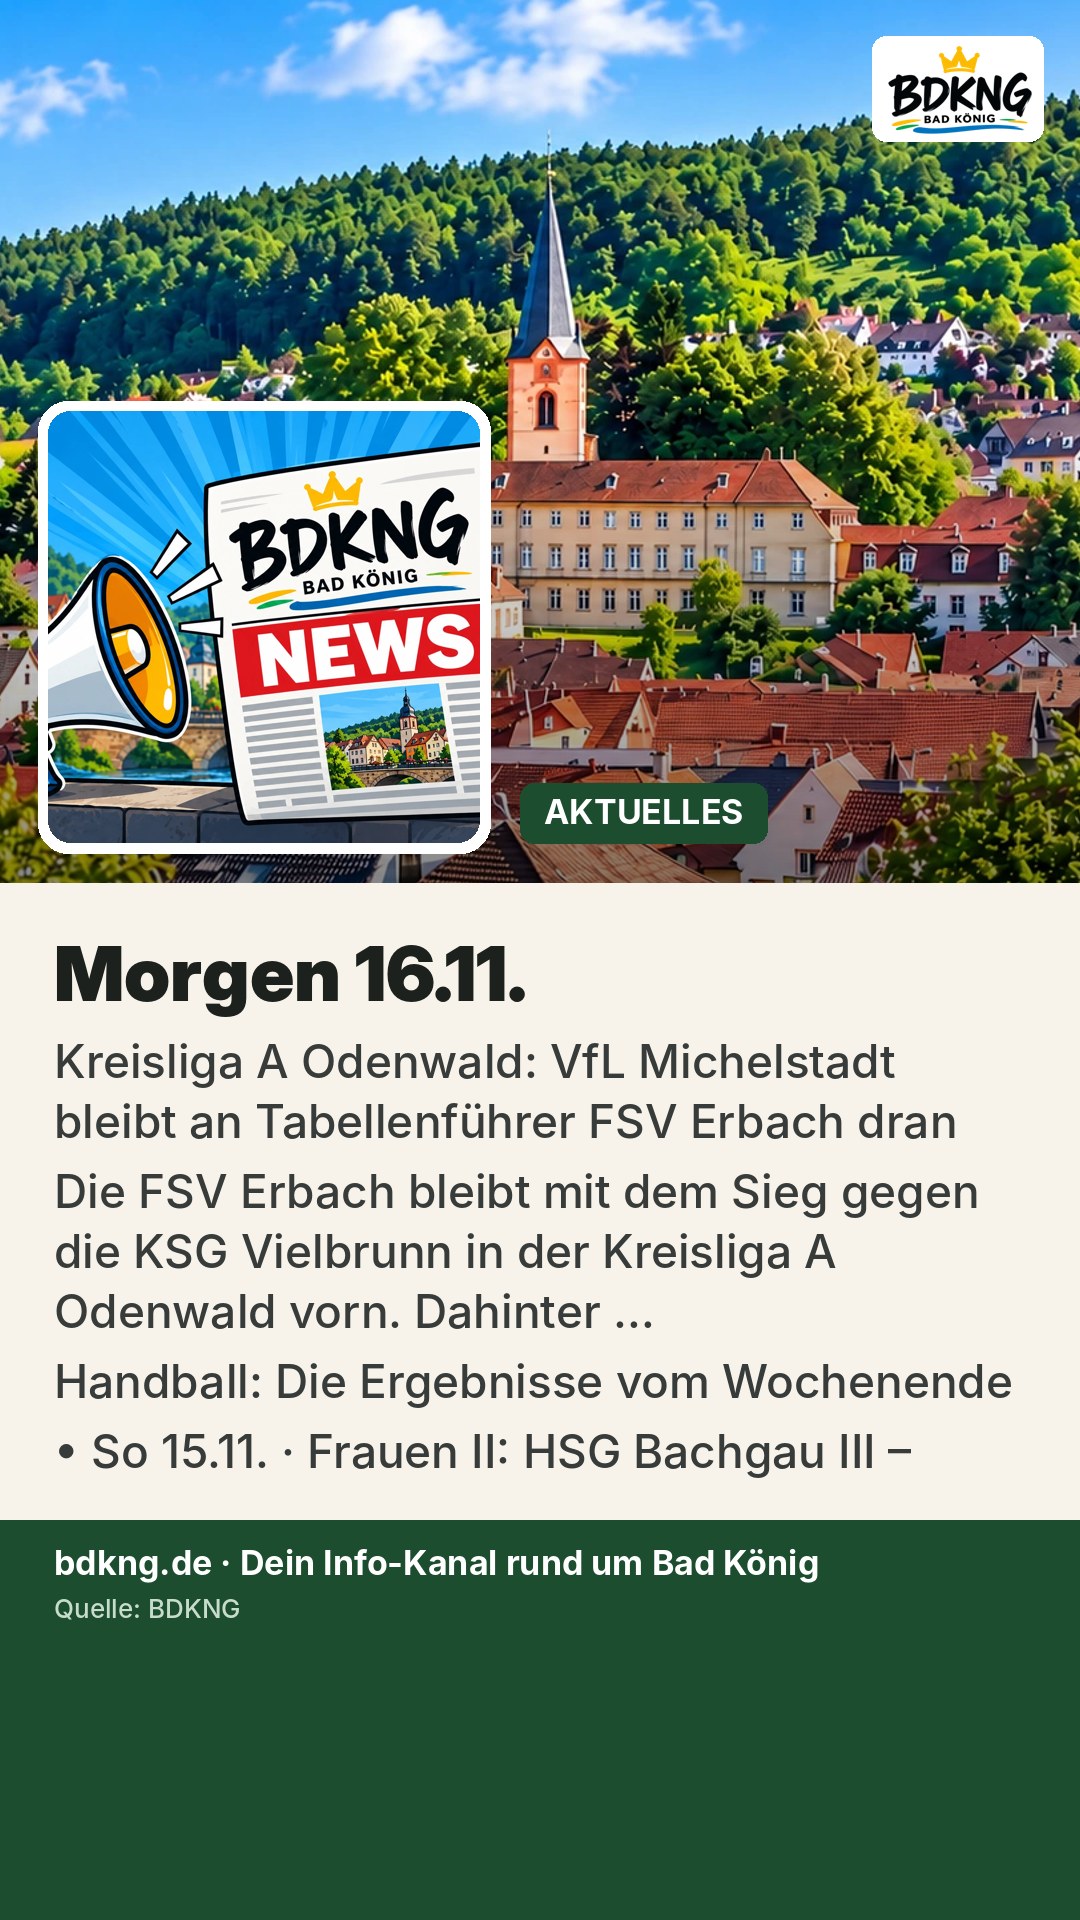 BDKNG
BAD KÖNIG
BDKNG
BAD KÖNIG
NEWS
AKTUELLES
Morgen 16.11.
Kreisliga A Odenwald: VfL Michelstadt
bleibt an Tabellenführer FSV Erbach dran
Die FSV Erbach bleibt mit dem Sieg gegen
die KSG Vielbrunn in der Kreisliga A
Odenwald vorn. Dahinter ...
Handball: Die Ergebnisse vom Wochenende
• So 15.11. · Frauen II: HSG Bachgau III –
bdkng.de · Dein Info-Kanal rund um Bad König
Quelle: BDKNG